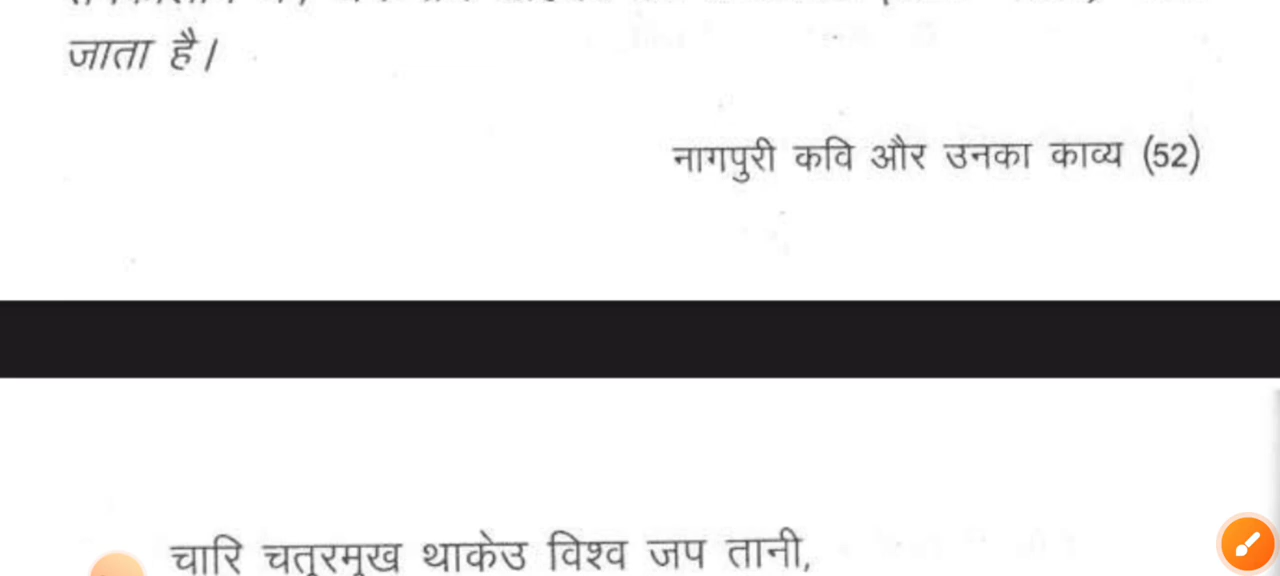 जाता है।
नागपुरी कवि और उनका काव्य (52)
चारि चतुरमुख थाकेउ विश्व जप तानी,